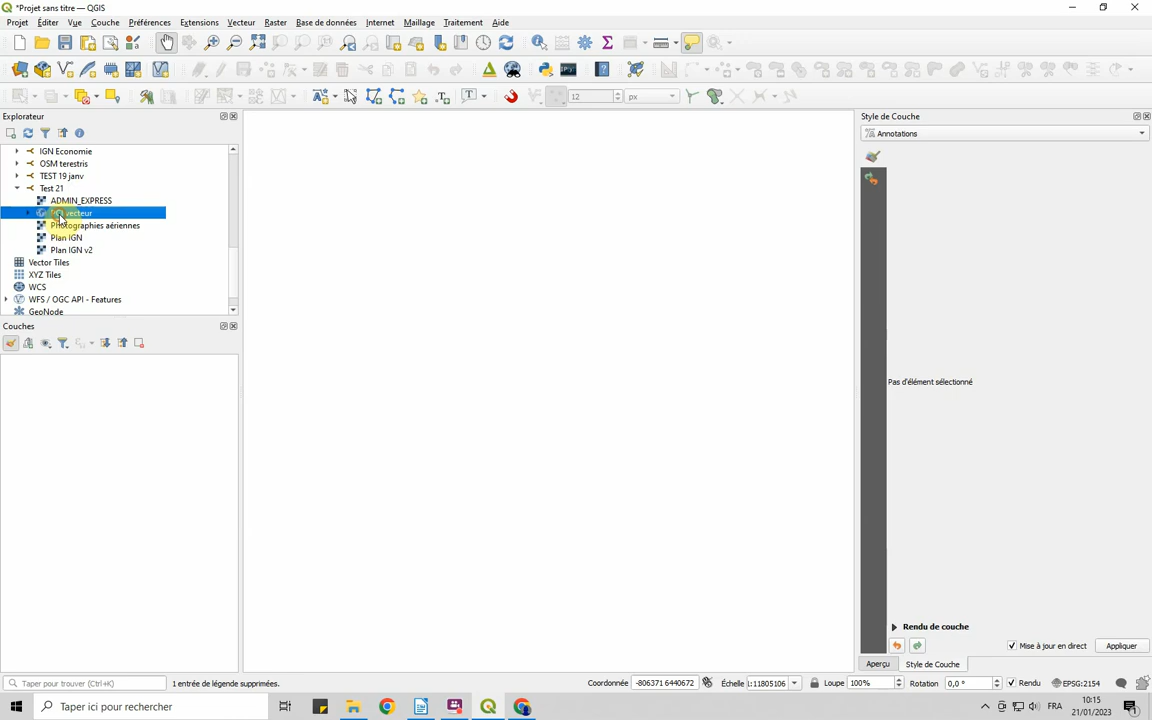 *Projet sans titre — QGIS
Projet Éditer Vue Couche Préférences Extensions Vecteur Raster Base de données Internet Maillage Traitement Aide
12 px
Explorateur
IGN Economie
OSM terestris
TEST 19 janv
Test 21
ADMIN_EXPRESS
vecteur
Photographies aériennes
Plan IGN
Plan IGN v2
Vector Tiles
XYZ Tiles
WCS
WFS / OGC API - Features
GeoNode
Couches
Style de Couche
Annotations
Pas d'élément sélectionné
Rendu de couche
Mise à jour en direct Appliquer
Aperçu Style de Couche
Taper pour trouver (Ctrl+K) 1 entrée de légende supprimées. Coordonnée -806371 6440672 Échelle 1:11805106 Loupe 100% Rotation 0,0 ° Rendu EPSG:2154
Taper ici pour rechercher FRA 10:15
21/01/2023